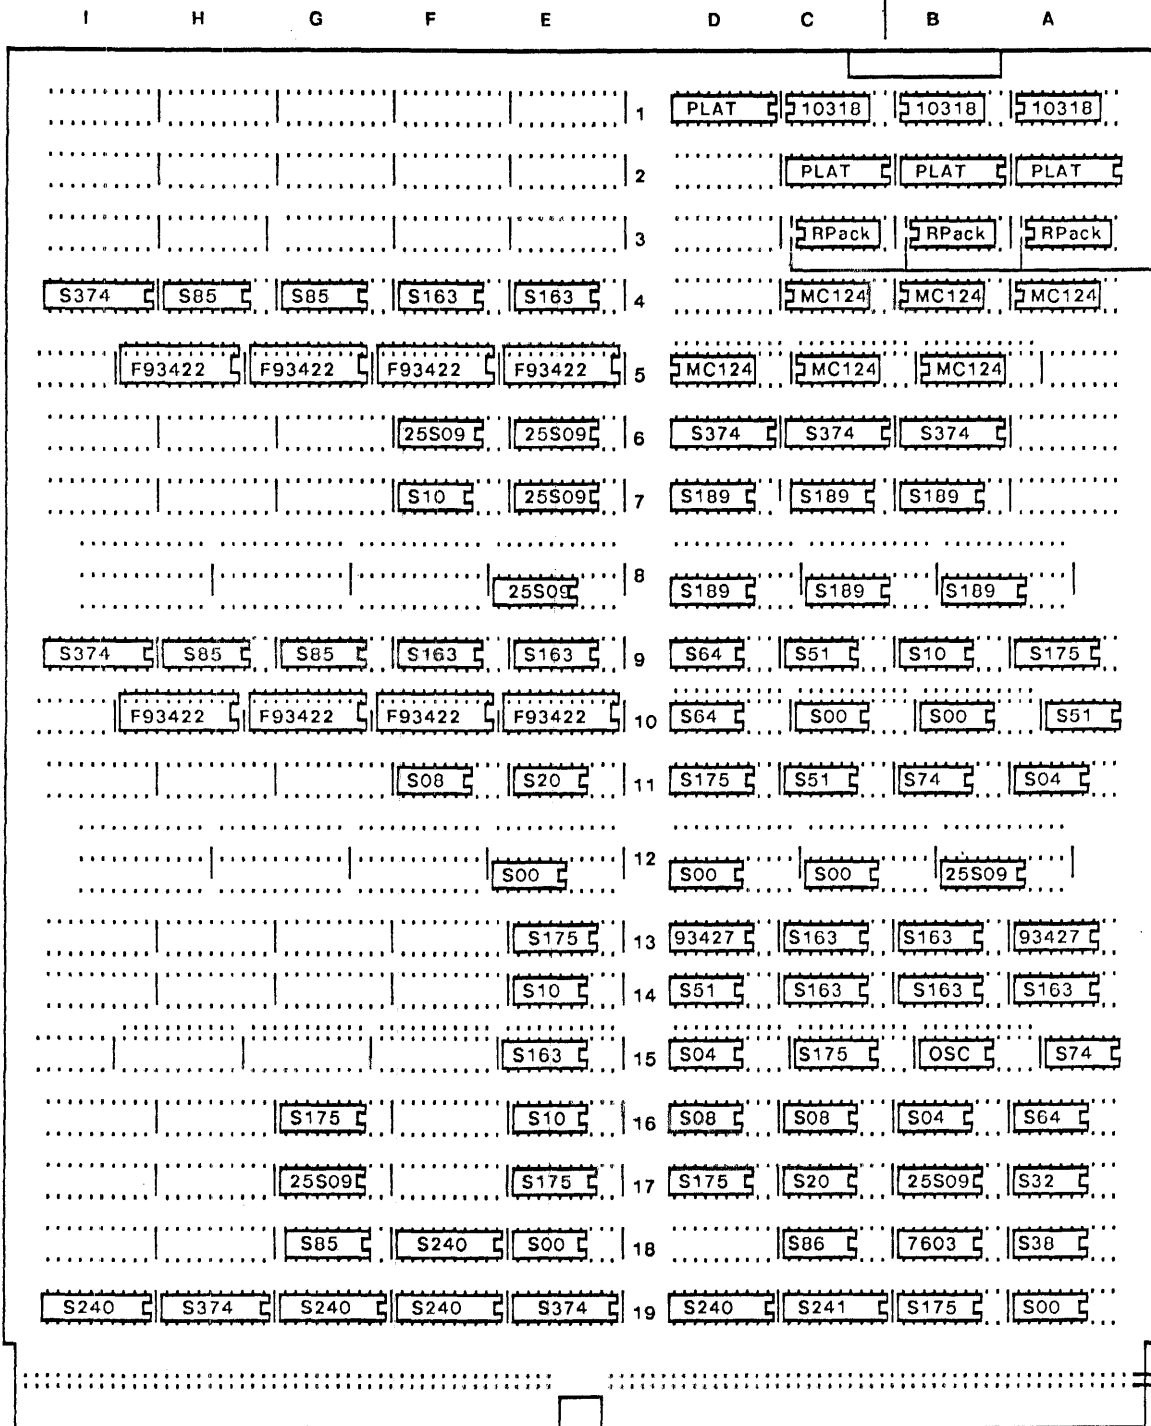 I H G F E D C B A
1 PLAT 10318 10318 10318
2 PLAT PLAT PLAT
3 RPack RPack RPack
S374 S85 S85 S163 S163 4 MC124 MC124 MC124
F93422 F93422 F93422 F93422 5 MC124 MC124 MC124
25S09 25S09 6 S374 S374 S374
S10 25S09 7 S189 S189 S189
25S09 8 S189 S189 S189
S374 S85 S85 S163 S163 9 S64 S51 S10 S175
F93422 F93422 F93422 F93422 10 S64 S00 S00 S51
S08 S20 11 S175 S51 S74 S04
S00 12 S00 S00 25S09
S175 13 93427 S163 S163 93427
S10 14 S51 S163 S163 S163
S163 15 S04 S175 OSC S74
S175 S10 16 S08 S08 S04 S64
25S09 S175 17 S175 S20 25S09 S32
S85 S240 S00 18 S86 7603 S38
S240 S374 S240 S240 S374 19 S240 S241 S175 S00